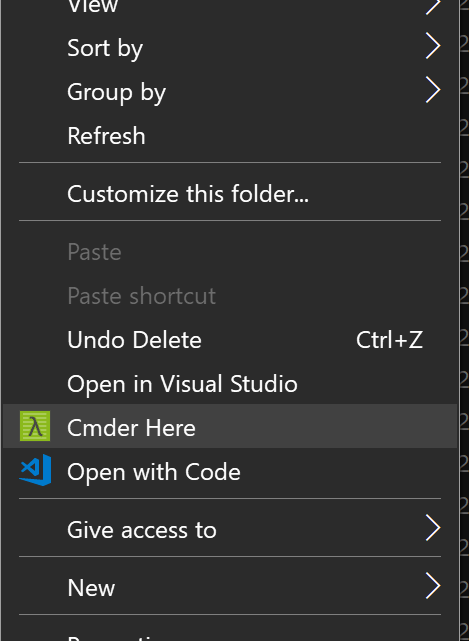 View
Sort by
Group by
Refresh
Customize this folder...
Paste
Paste shortcut
Undo Delete Ctrl+Z
Open in Visual Studio
λ Cmder Here
Open with Code
Give access to
New